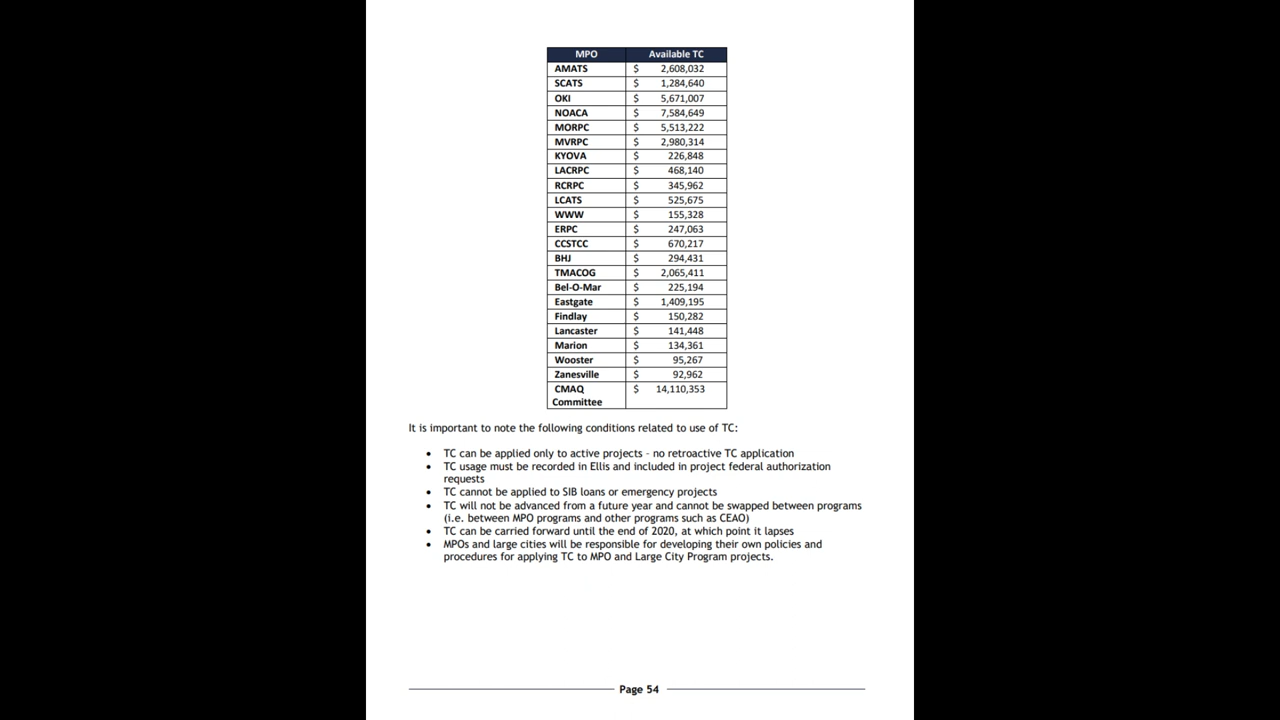 MPO Available TC
AMATS $ 2,608,032
SCATS $ 1,284,640
OKI $ 5,671,007
NOACA $ 7,584,649
MORPC $ 5,513,222
MVRPC $ 2,980,314
KYOVA $ 226,848
LACRPC $ 468,140
RCRPC $ 345,962
LCATS $ 525,675
WWW $ 155,328
ERPC $ 247,063
CCSTCC $ 670,217
BHJ $ 294,431
TMACOG $ 2,065,411
Bel-O-Mar $ 225,194
Eastgate $ 1,409,195
Findlay $ 150,282
Lancaster $ 141,448
Marion $ 134,361
Wooster $ 95,267
Zanesville $ 92,962
CMAQ $ 14,110,353
Committee
It is important to note the following conditions related to use of TC:
• TC can be applied only to active projects – no retroactive TC application
• TC usage must be recorded in Ellis and included in project federal authorization
requests
• TC cannot be applied to SIB loans or emergency projects
• TC will not be advanced from a future year and cannot be swapped between programs
(i.e. between MPO programs and other programs such as CEAO)
• TC can be carried forward until the end of 2020, at which point it lapses
• MPOs and large cities will be responsible for developing their own policies and
procedures for applying TC to MPO and Large City Program projects.
Page 54